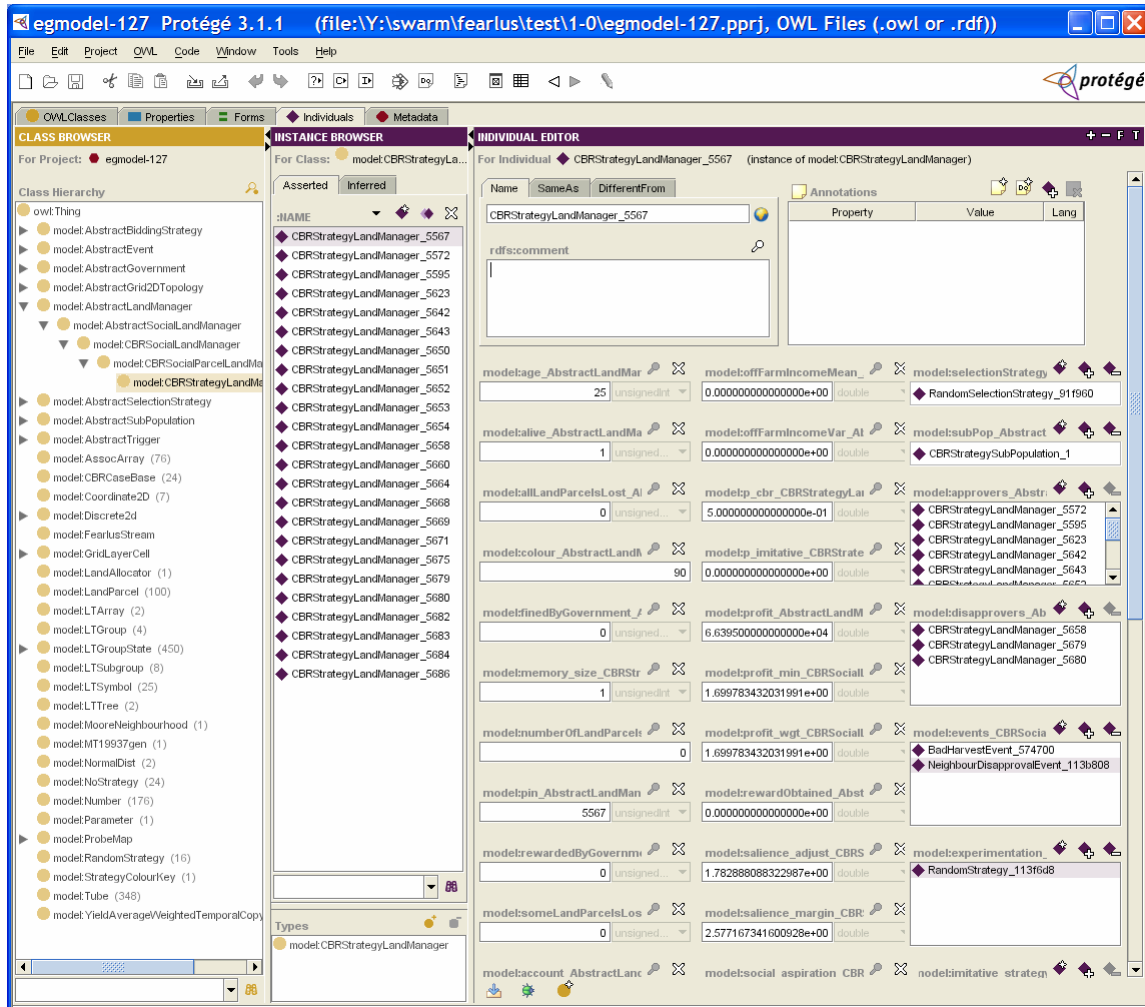 egmodel-127 Protégé 3.1.1 (file:\Y:\swarm\fearlus\test\1-0\egmodel-127.pprj, OWL Files (.owl or .rdf))
File Edit Project OWL Code Window Tools Help
protégé
OWLClasses Properties Forms Individuals Metadata
CLASS BROWSER
For Project: egmodel-127
Class Hierarchy
owl:Thing
model:AbstractBiddingStrategy
model:AbstractEvent
model:AbstractGovernment
model:AbstractGrid2DTopology
model:AbstractLandManager
model:AbstractSocialLandManager
model:CBRSocialLandManager
model:CBRSocialParcelLandMa
model:CBRStrategyLandMa
model:AbstractSelectionStrategy
model:AbstractSubPopulation
model:AbstractTrigger
model:AssocArray (76)
model:CBRCaseBase (24)
model:Coordinate2D (7)
model:Discrete2d
model:FearlusStream
model:GridLayerCell
model:LandAllocator (1)
model:LandParcel (100)
model:LTArray (2)
model:LTGroup (4)
model:LTGroupState (450)
model:LTSubgroup (8)
model:LTSymbol (25)
model:LTTree (2)
model:MooreNeighbourhood (1)
model:MT19937gen (1)
model:NormalDist (2)
model:NoStrategy (24)
model:Number (176)
model:Parameter (1)
model:ProbeMap
model:RandomStrategy (16)
model:StrategyColourKey (1)
model:Tube (348)
model:YieldAverageWeightedTemporalCopy
INSTANCE BROWSER
For Class: model:CBRStrategyLa...
Asserted Inferred
:NAME
CBRStrategyLandManager_5567
CBRStrategyLandManager_5572
CBRStrategyLandManager_5595
CBRStrategyLandManager_5623
CBRStrategyLandManager_5642
CBRStrategyLandManager_5643
CBRStrategyLandManager_5650
CBRStrategyLandManager_5651
CBRStrategyLandManager_5652
CBRStrategyLandManager_5653
CBRStrategyLandManager_5654
CBRStrategyLandManager_5658
CBRStrategyLandManager_5660
CBRStrategyLandManager_5664
CBRStrategyLandManager_5668
CBRStrategyLandManager_5669
CBRStrategyLandManager_5671
CBRStrategyLandManager_5675
CBRStrategyLandManager_5679
CBRStrategyLandManager_5680
CBRStrategyLandManager_5682
CBRStrategyLandManager_5683
CBRStrategyLandManager_5684
CBRStrategyLandManager_5686
Types
model:CBRStrategyLandManager
INDIVIDUAL EDITOR + − F T
For Individual CBRStrategyLandManager_5567 (instance of model:CBRStrategyLandManager)
Name SameAs DifferentFrom
CBRStrategyLandManager_5567
rdfs:comment
Annotations
Property Value Lang
model:age_AbstractLandMar model:offFarmIncomeMean_ model:selectionStrategy
25 unsignedInt 0.000000000000000e+00 double RandomSelectionStrategy_91f960
model:alive_AbstractLandMa model:offFarmIncomeVar_Al model:subPop_Abstract
1 unsigned... 0.000000000000000e+00 double CBRStrategySubPopulation_1
model:allLandParcelsLost_Al model:p_cbr_CBRStrategyLar model:approvers_Abstr
0 unsigned... 5.000000000000000e-01 double
CBRStrategyLandManager_5572
CBRStrategyLandManager_5595
CBRStrategyLandManager_5623
CBRStrategyLandManager_5642
CBRStrategyLandManager_5643
CBRStrategyLandManager_5652
model:colour_AbstractLandM model:p_imitative_CBRStrate
90 0.000000000000000e+00 double
model:finedByGovernment_A model:profit_AbstractLandM model:disapprovers_Ab
0 unsigned... 6.639500000000000e+04 double
CBRStrategyLandManager_5658
CBRStrategyLandManager_5679
CBRStrategyLandManager_5680
model:memory_size_CBRStr model:profit_min_CBRSociall
1 unsignedInt 1.699783432031991e+00 double
model:numberOfLandParcels model:profit_wgt_CBRSociall model:events_CBRSocia
0 1.699783432031991e+00 double
BadHarvestEvent_574700
NeighbourDisapprovalEvent_113b808
model:pin_AbstractLandMan model:rewardObtained_Abst
5567 unsignedInt 0.000000000000000e+00 double
model:rewardedByGovernme model:salience_adjust_CBRS model:experimentation_
0 unsigned... 1.782888088322987e+00 double RandomStrategy_113f6d8
model:someLandParcelsLos model:salience_margin_CBR
0 unsigned... 2.577167341600928e+00 double
model:account_AbstractLanc model:social_aspiration_CBR model:imitative_strategy